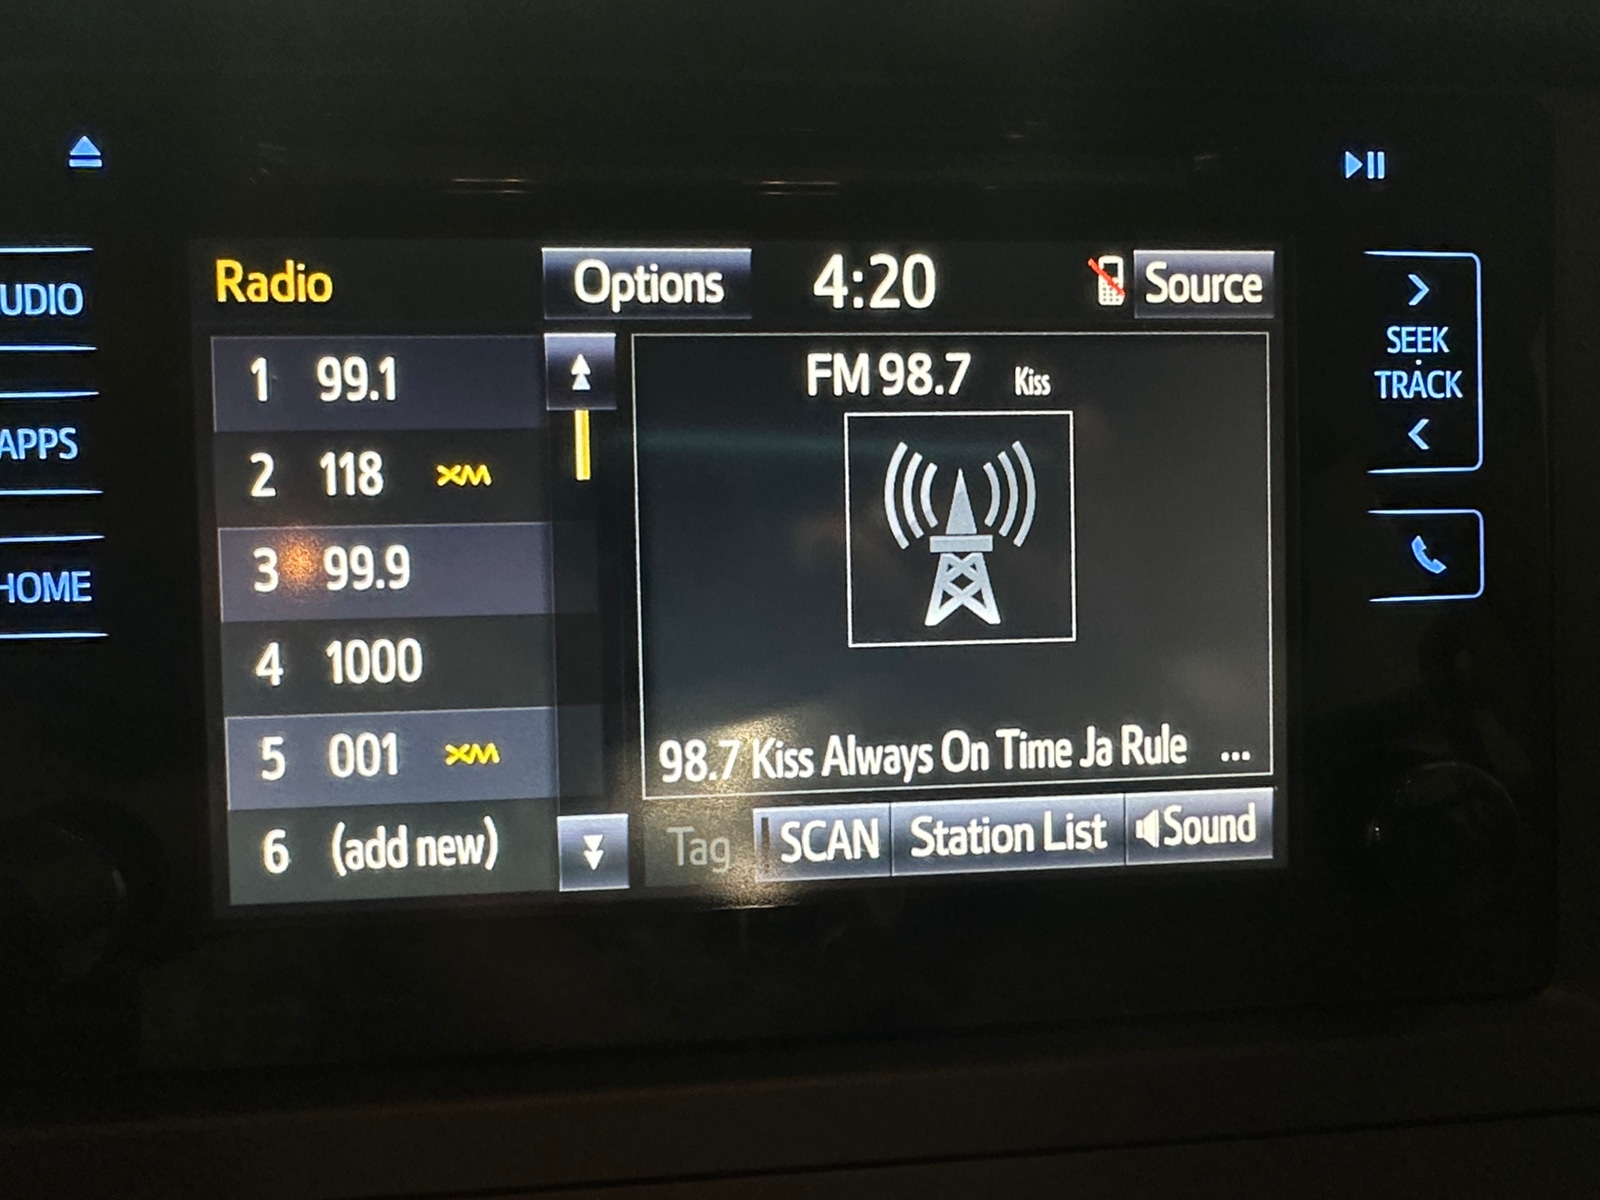 Radio Options 4:20 Source
1 99.1
2 118 XM
3 99.9
4 1000
5 001 XM
6 (add new)
FM 98.7 Kiss
98.7 Kiss Always On Time Ja Rule ...
Tag SCAN Station List Sound
UDIO
APPS
HOME
SEEK
TRACK